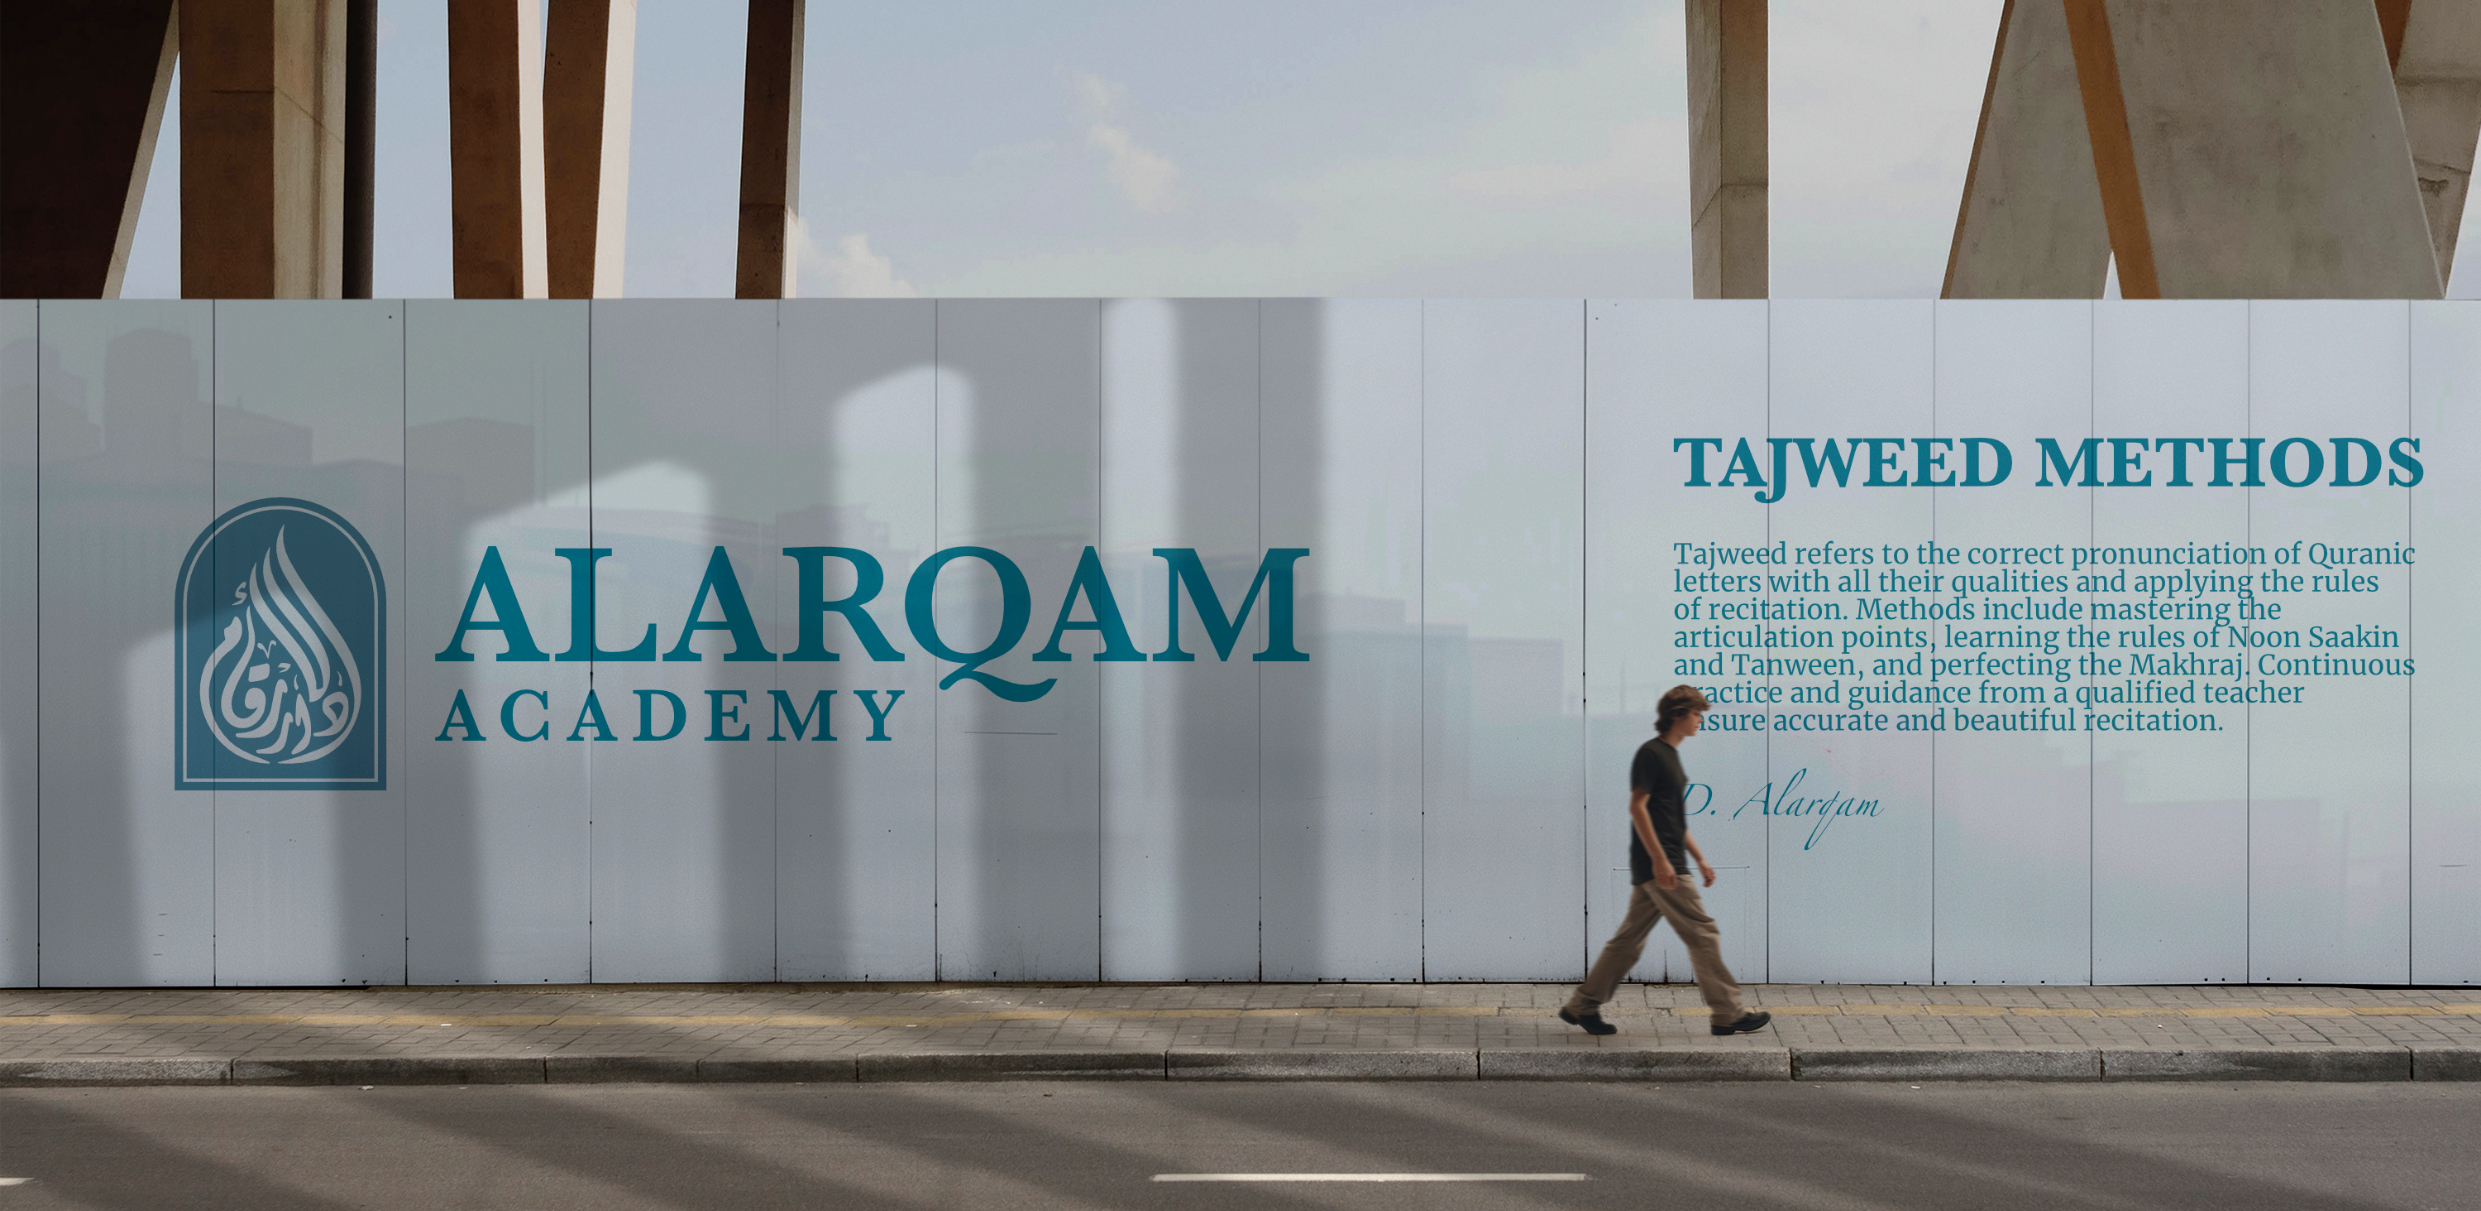 دار الأرقم
ALARQAM
ACADEMY
TAJWEED METHODS
Tajweed refers to the correct pronunciation of Quranic
letters with all their qualities and applying the rules
of recitation. Methods include mastering the
articulation points, learning the rules of Noon Saakin
and Tanween, and perfecting the Makhraj. Continuous
and guidance from a qualified teacher
accurate and beautiful recitation.
D. Alarqam